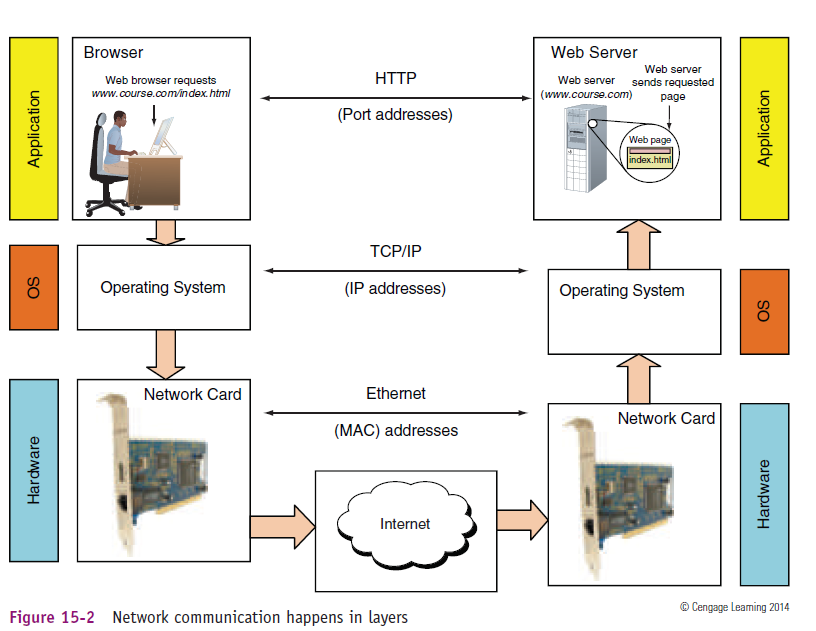 Application
Browser
Web browser requests
www.course.com/index.html
HTTP
(Port addresses)
Web Server
Web server
(www.course.com)
Web server
sends requested
page
Web page
index.html
Application
OS
Operating System
TCP/IP
(IP addresses)
Operating System
OS
Hardware
Network Card
Ethernet
(MAC) addresses
Network Card
Hardware
Internet
© Cengage Learning 2014
Figure 15-2 Network communication happens in layers